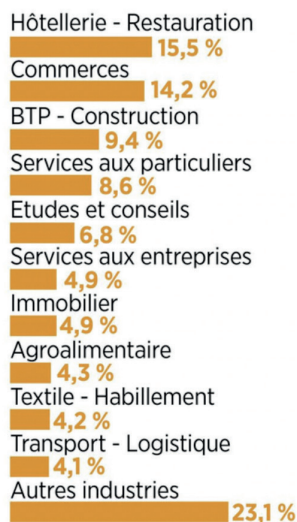 Hôtellerie - Restauration
15,5 %
Commerces
14,2 %
BTP - Construction
9,4 %
Services aux particuliers
8,6 %
Etudes et conseils
6,8 %
Services aux entreprises
4,9 %
Immobilier
4,9 %
Agroalimentaire
4,3 %
Textile - Habillement
4,2 %
Transport - Logistique
4,1 %
Autres industries
23,1 %